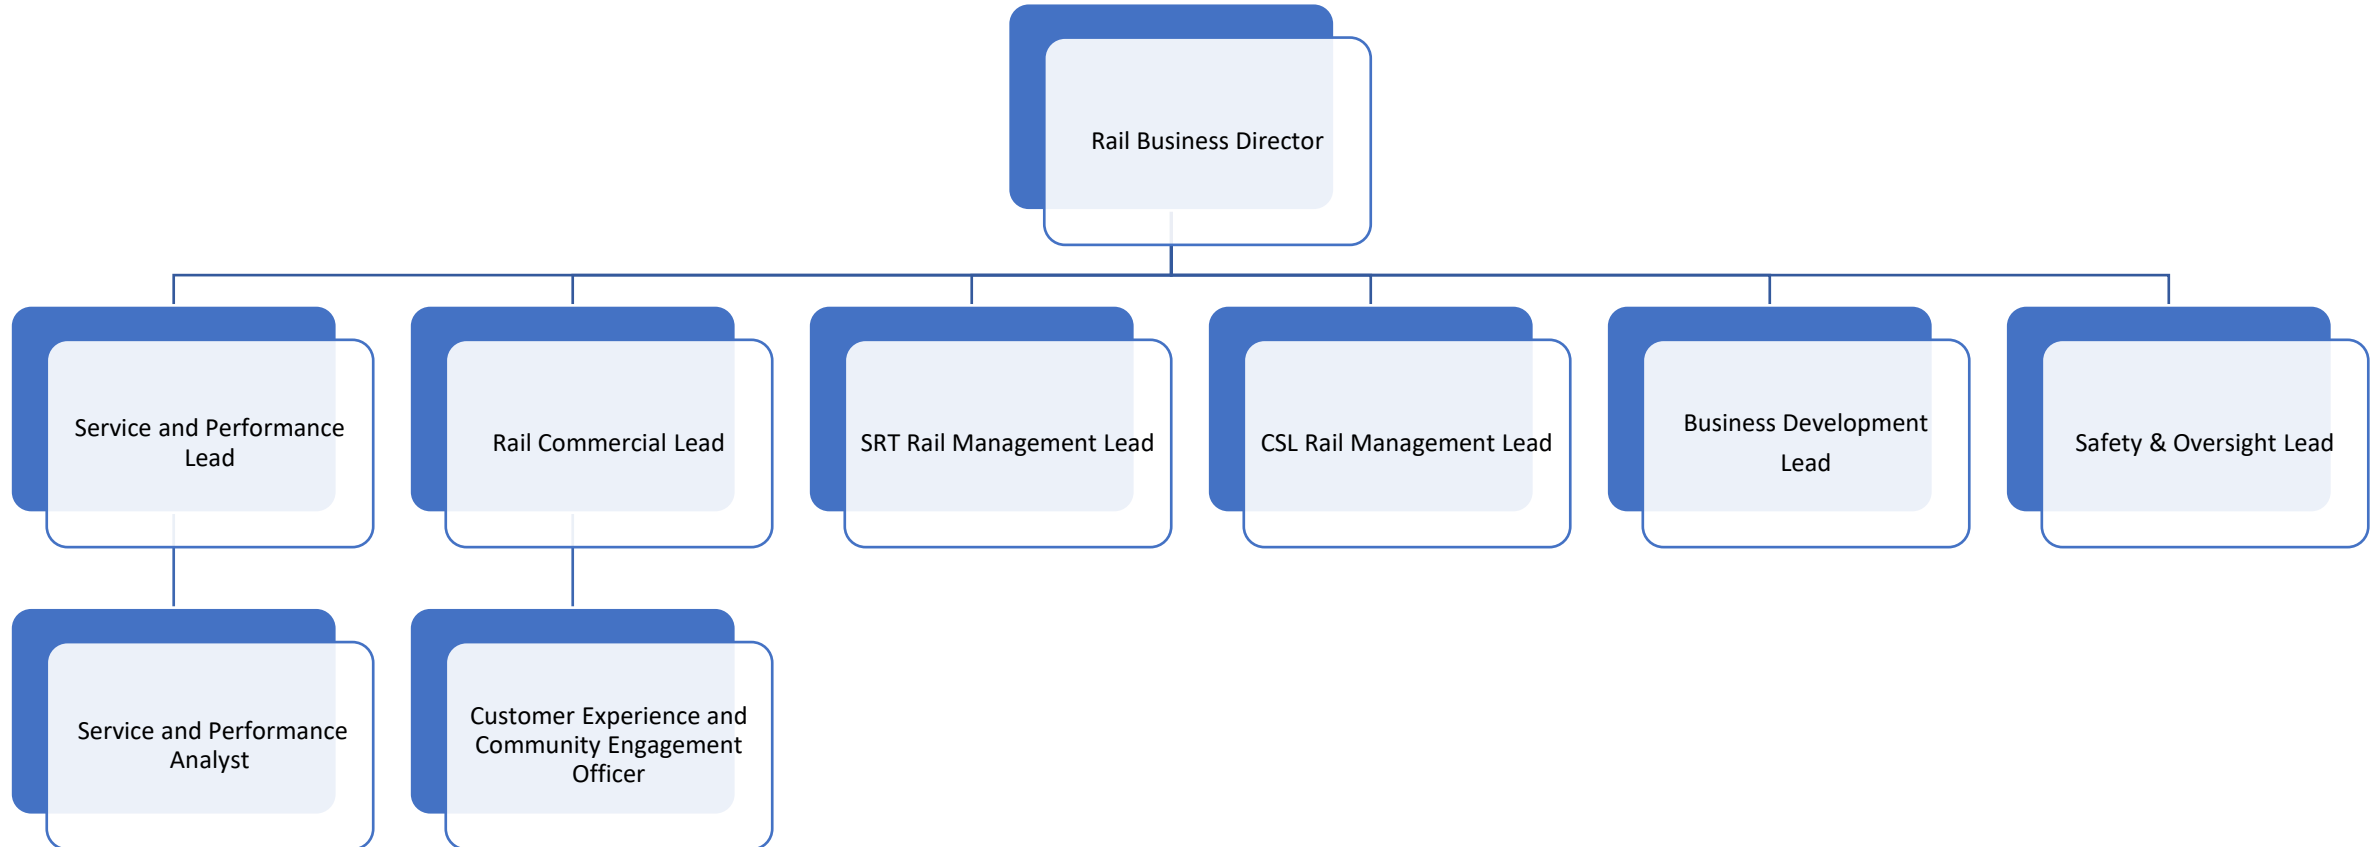 Rail Business Director
Service and Performance
Lead
Rail Commercial Lead
SRT Rail Management Lead
CSL Rail Management Lead
Business Development
Lead
Safety & Oversight Lead
Service and Performance
Analyst
Customer Experience and
Community Engagement
Officer